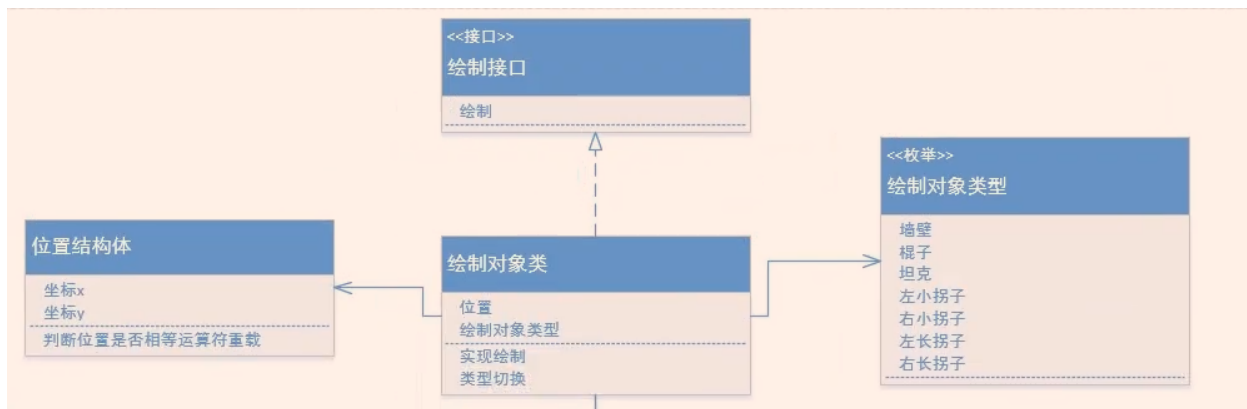 <<接口>>
绘制接口
绘制
<<枚举>>
绘制对象类型
墙壁
棍子
坦克
左小拐子
右小拐子
左长拐子
右长拐子
位置结构体
坐标x
坐标y
判断位置是否相等运算符重载
绘制对象类
位置
绘制对象类型
实现绘制
类型切换